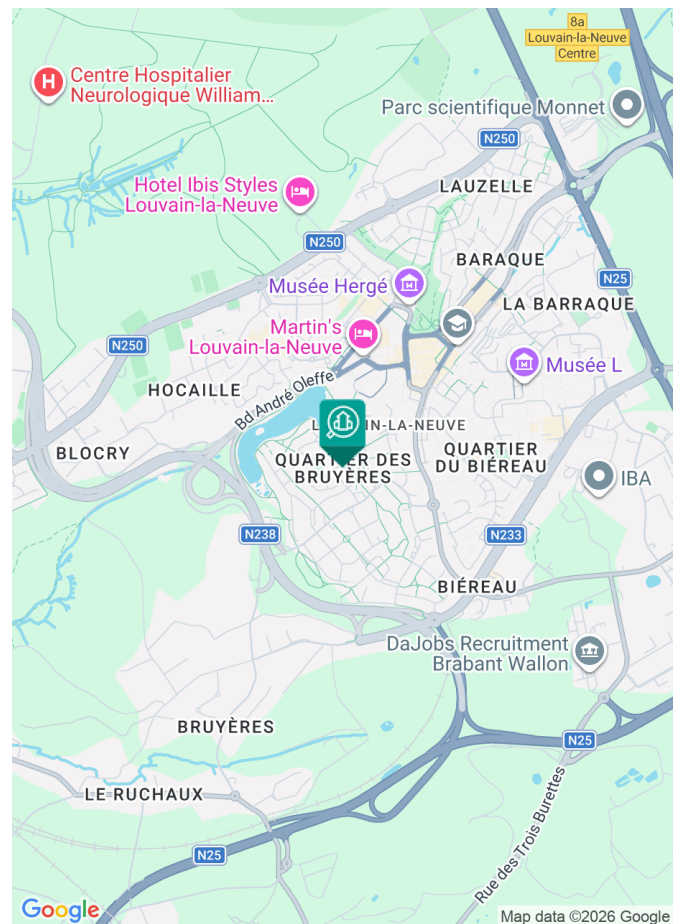 8a
Louvain-la-Neuve
Centre
Centre Hospitalier
Neurologique William...
Parc scientifique Monnet
N250
LAUZELLE
Hotel Ibis Styles
Louvain-la-Neuve
N250
BARAQUE
N25
Musée Hergé
LA BARRAQUE
Martin's
Louvain-la-Neuve
N250
Musée L
Bd André Oleffe
HOCAILLE
IN-LA-NEUVE
BLOCRY
QUARTIER DES
BRUYÈRES
QUARTIER
DU BIÉREAU
IBA
N238
N233
BIÉREAU
DaJobs Recruitment
Brabant Wallon
BRUYÈRES
N25
LE RUCHAUX
Rue des Trois Burettes
N25
Google
Map data ©2026 Google